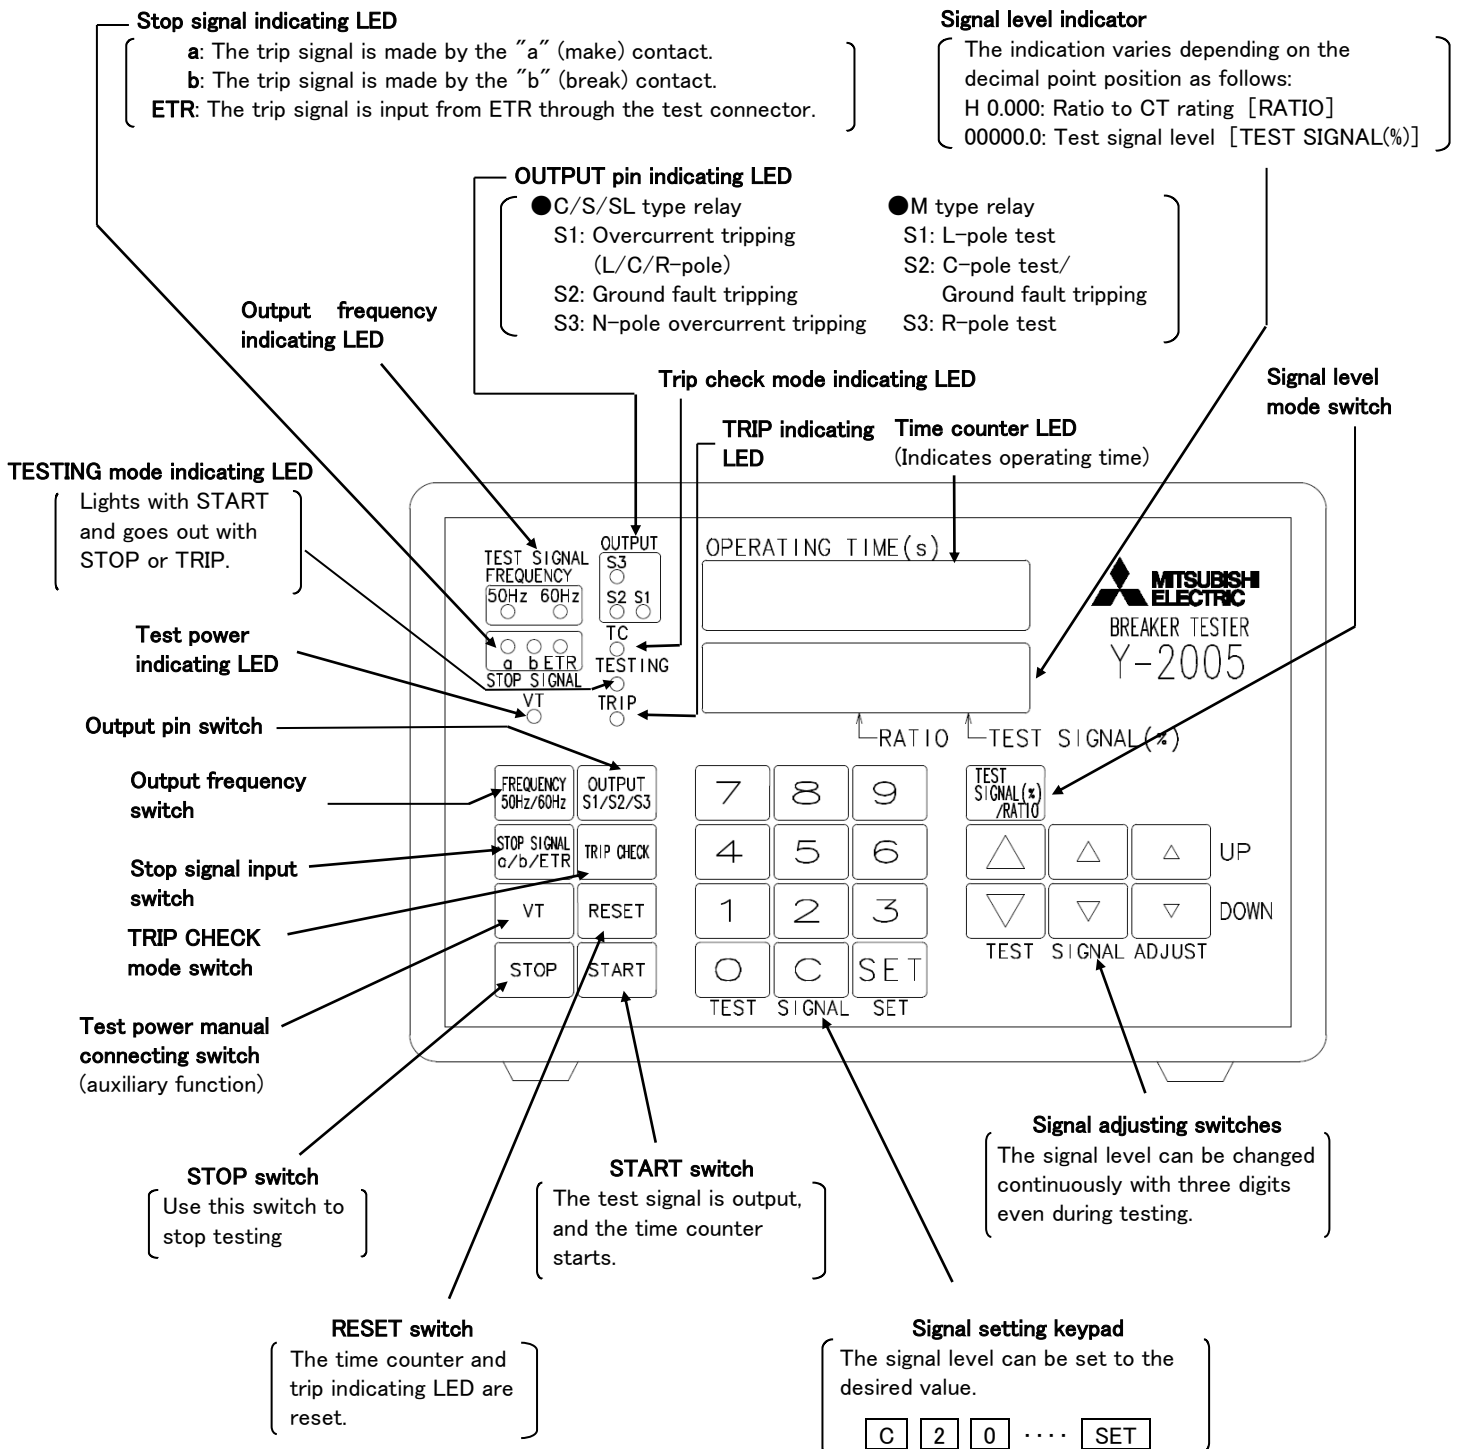 Stop signal indicating LED
a: The trip signal is made by the "a" (make) contact.
b: The trip signal is made by the "b" (break) contact.
ETR: The trip signal is input from ETR through the test connector.
Signal level indicator
The indication varies depending on the
decimal point position as follows:
H 0.000: Ratio to CT rating [RATIO]
00000.0: Test signal level [TEST SIGNAL(%)]
OUTPUT pin indicating LED
●C/S/SL type relay
S1: Overcurrent tripping
(L/C/R-pole)
S2: Ground fault tripping
S3: N-pole overcurrent tripping
●M type relay
S1: L-pole test
S2: C-pole test/
Ground fault tripping
S3: R-pole test
Output frequency
indicating LED
Trip check mode indicating LED
Signal level
mode switch
TRIP indicating
LED
Time counter LED
(Indicates operating time)
TESTING mode indicating LED
Lights with START
and goes out with
STOP or TRIP.
Test power
indicating LED
Output pin switch
Output frequency
switch
Stop signal input
switch
TRIP CHECK
mode switch
Test power manual
connecting switch
(auxiliary function)
TEST SIGNAL
FREQUENCY
50Hz 60Hz
OUTPUT
S3
S2 S1
a b ETR
STOP SIGNAL
VT
TC
TESTING
TRIP
OPERATING TIME(s)
RATIO
TEST SIGNAL(%)
MITSUBISHI
ELECTRIC
BREAKER TESTER
Y-2005
FREQUENCY
50Hz/60Hz
OUTPUT
S1/S2/S3
STOP SIGNAL
a/b/ETR
TRIP CHECK
VT
RESET
STOP
START
7 8 9
4 5 6
1 2 3
0 C SET
TEST SIGNAL SET
TEST
SIGNAL(%)
/RATIO
△ △ △ UP
▽ ▽ ▽ DOWN
TEST SIGNAL ADJUST
STOP switch
Use this switch to
stop testing
START switch
The test signal is output,
and the time counter
starts.
Signal adjusting switches
The signal level can be changed
continuously with three digits
even during testing.
RESET switch
The time counter and
trip indicating LED are
reset.
Signal setting keypad
The signal level can be set to the
desired value.
C 2 0 ···· SET